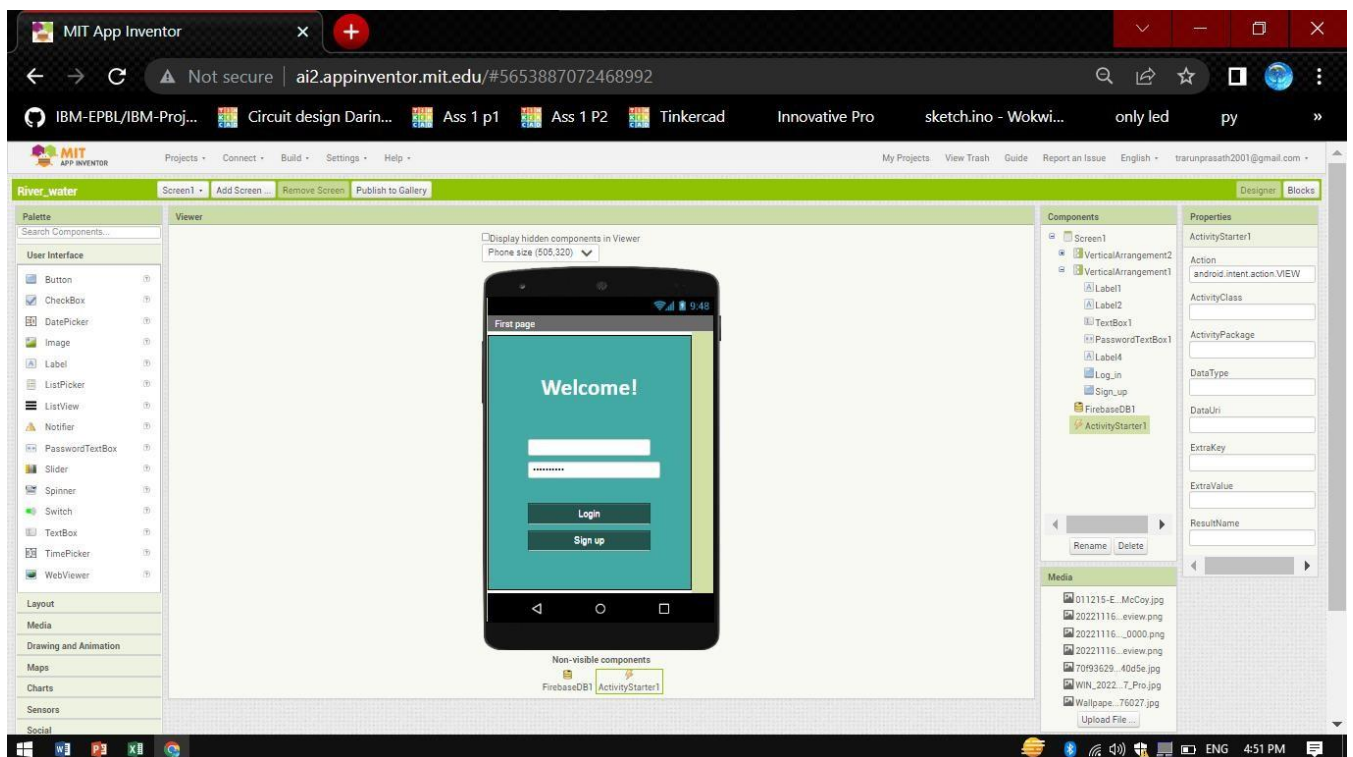 MIT App Inventor
Not secure | ai2.appinventor.mit.edu/#5653887072468992
IBM-EPBL/IBM-Proj... Circuit design Darin... Ass 1 p1 Ass 1 P2 Tinkercad Innovative Pro sketch.ino - Wokwi... only led py »
MIT APP INVENTOR Projects Connect Build Settings Help My Projects View Trash Guide Report an Issue English trarunprasath2001@gmail.com
River_water Screen1 Add Screen ... Remove Screen Publish to Gallery Designer Blocks
Palette
Search Components...
User Interface
Button
CheckBox
DatePicker
Image
Label
ListPicker
ListView
Notifier
PasswordTextBox
Slider
Spinner
Switch
TextBox
TimePicker
WebViewer
Layout
Media
Drawing and Animation
Maps
Charts
Sensors
Social
Viewer
Display hidden components in Viewer
Phone size (505,320)
9:48
First page
Welcome!
••••••••••
Login
Sign up
Non-visible components
FirebaseDB1 ActivityStarter1
Components
Screen1
VerticalArrangement2
VerticalArrangement1
Label1
Label2
TextBox1
PasswordTextBox1
Label4
Log_in
Sign_up
FirebaseDB1
ActivityStarter1
Rename Delete
Media
011215-E...McCoy.jpg
20221116...eview.png
20221116..._0000.png
20221116...eview.png
70f93629...40d5e.jpg
WIN_2022...7_Pro.jpg
Wallpape...76027.jpg
Upload File ...
Properties
ActivityStarter1
Action
android.intent.action.VIEW
ActivityClass
ActivityPackage
DataType
DataUri
ExtraKey
ExtraValue
ResultName
ENG 4:51 PM